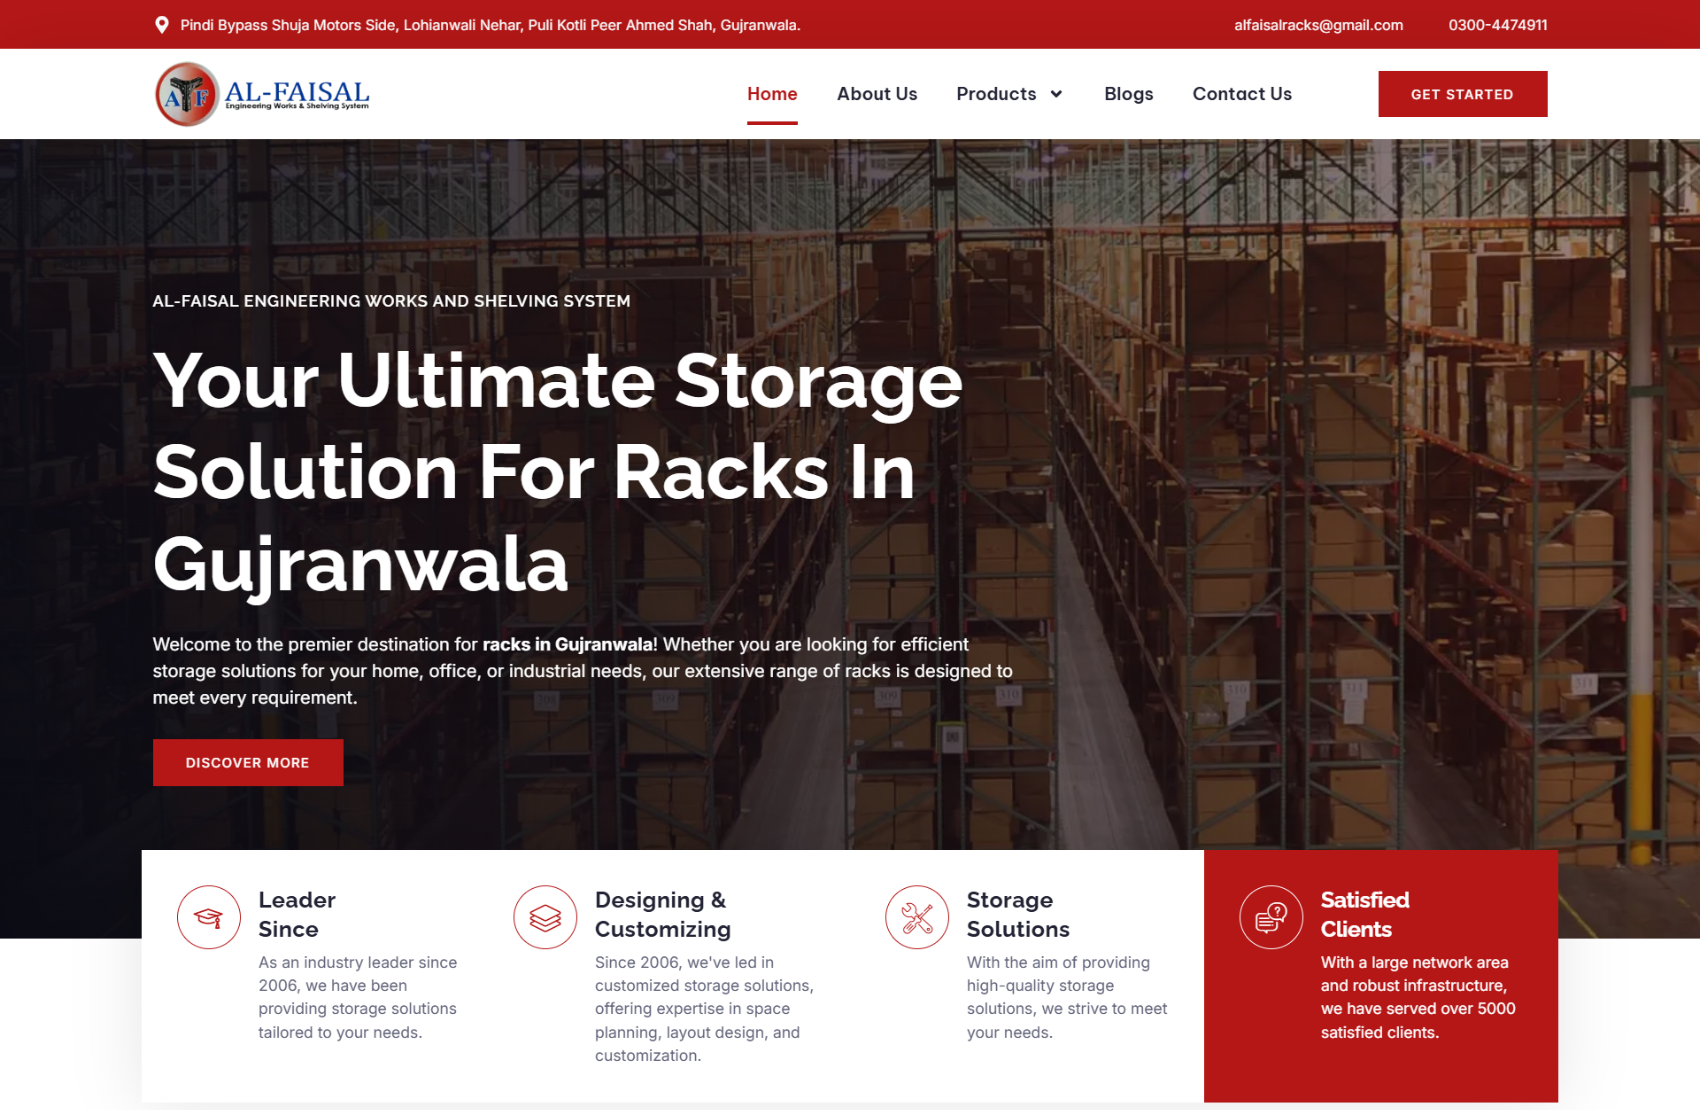 Pindi Bypass Shuja Motors Side, Lohianwali Nehar, Puli Kotli Peer Ahmed Shah, Gujranwala.
alfaisalracks@gmail.com
0300-4474911
ATF
AL-FAISAL
Engineering Works & Shelving System
Home
About Us
Products
Blogs
Contact Us
GET STARTED
AL-FAISAL ENGINEERING WORKS AND SHELVING SYSTEM
Your Ultimate Storage
Solution For Racks In
Gujranwala
Welcome to the premier destination for racks in Gujranwala! Whether you are looking for efficient
storage solutions for your home, office, or industrial needs, our extensive range of racks is designed to
meet every requirement.
308
309
309
310
310
311
311
DISCOVER MORE
Leader
Since
As an industry leader since
2006, we have been
providing storage solutions
tailored to your needs.
Designing &
Customizing
Since 2006, we've led in
customized storage solutions,
offering expertise in space
planning, layout design, and
customization.
Storage
Solutions
With the aim of providing
high-quality storage
solutions, we strive to meet
your needs.
Satisfied
Clients
With a large network area
and robust infrastructure,
we have served over 5000
satisfied clients.